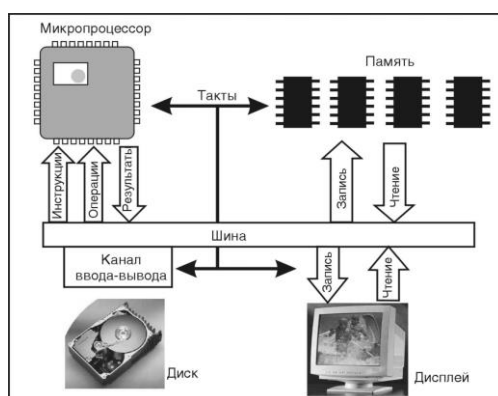 Микропроцессор
Память
Такты
Инструкции
Операции
Результаты
Запись
Чтение
Шина
Канал
ввода-вывода
Запись
Чтение
Диск
Дисплей